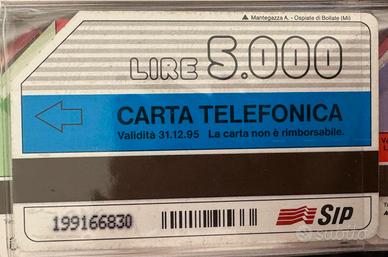 Mantegazza A. - Ospiate di Bollate (Mi)
LIRE 5.000
CARTA TELEFONICA
Validità 31.12.95 La carta non è rimborsabile.
199166830
SIP
subito